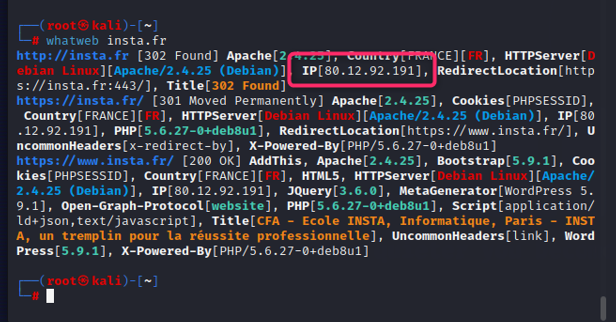 ┌──(root㉿kali)-[~]
└─# whatweb insta.fr
http://insta.fr [302 Found] Apache[2.4.25], Country[FRANCE][FR], HTTPServer[D
ebian Linux][Apache/2.4.25 (Debian)], IP[80.12.92.191], RedirectLocation[http
s://insta.fr:443/], Title[302 Found]
https://insta.fr/ [301 Moved Permanently] Apache[2.4.25], Cookies[PHPSESSID],
 Country[FRANCE][FR], HTTPServer[Debian Linux][Apache/2.4.25 (Debian)], IP[80
.12.92.191], PHP[5.6.27-0+deb8u1], RedirectLocation[https://www.insta.fr/], U
ncommonHeaders[x-redirect-by], X-Powered-By[PHP/5.6.27-0+deb8u1]
https://www.insta.fr/ [200 OK] AddThis, Apache[2.4.25], Bootstrap[5.9.1], Coo
kies[PHPSESSID], Country[FRANCE][FR], HTML5, HTTPServer[Debian Linux][Apache/
2.4.25 (Debian)], IP[80.12.92.191], JQuery[3.6.0], MetaGenerator[WordPress 5.
9.1], Open-Graph-Protocol[website], PHP[5.6.27-0+deb8u1], Script[application/
ld+json,text/javascript], Title[CFA – Ecole INSTA, Informatique, Paris – INST
A, un tremplin pour la réussite professionnelle], UncommonHeaders[link], Word
Press[5.9.1], X-Powered-By[PHP/5.6.27-0+deb8u1]
┌──(root㉿kali)-[~]
└─#